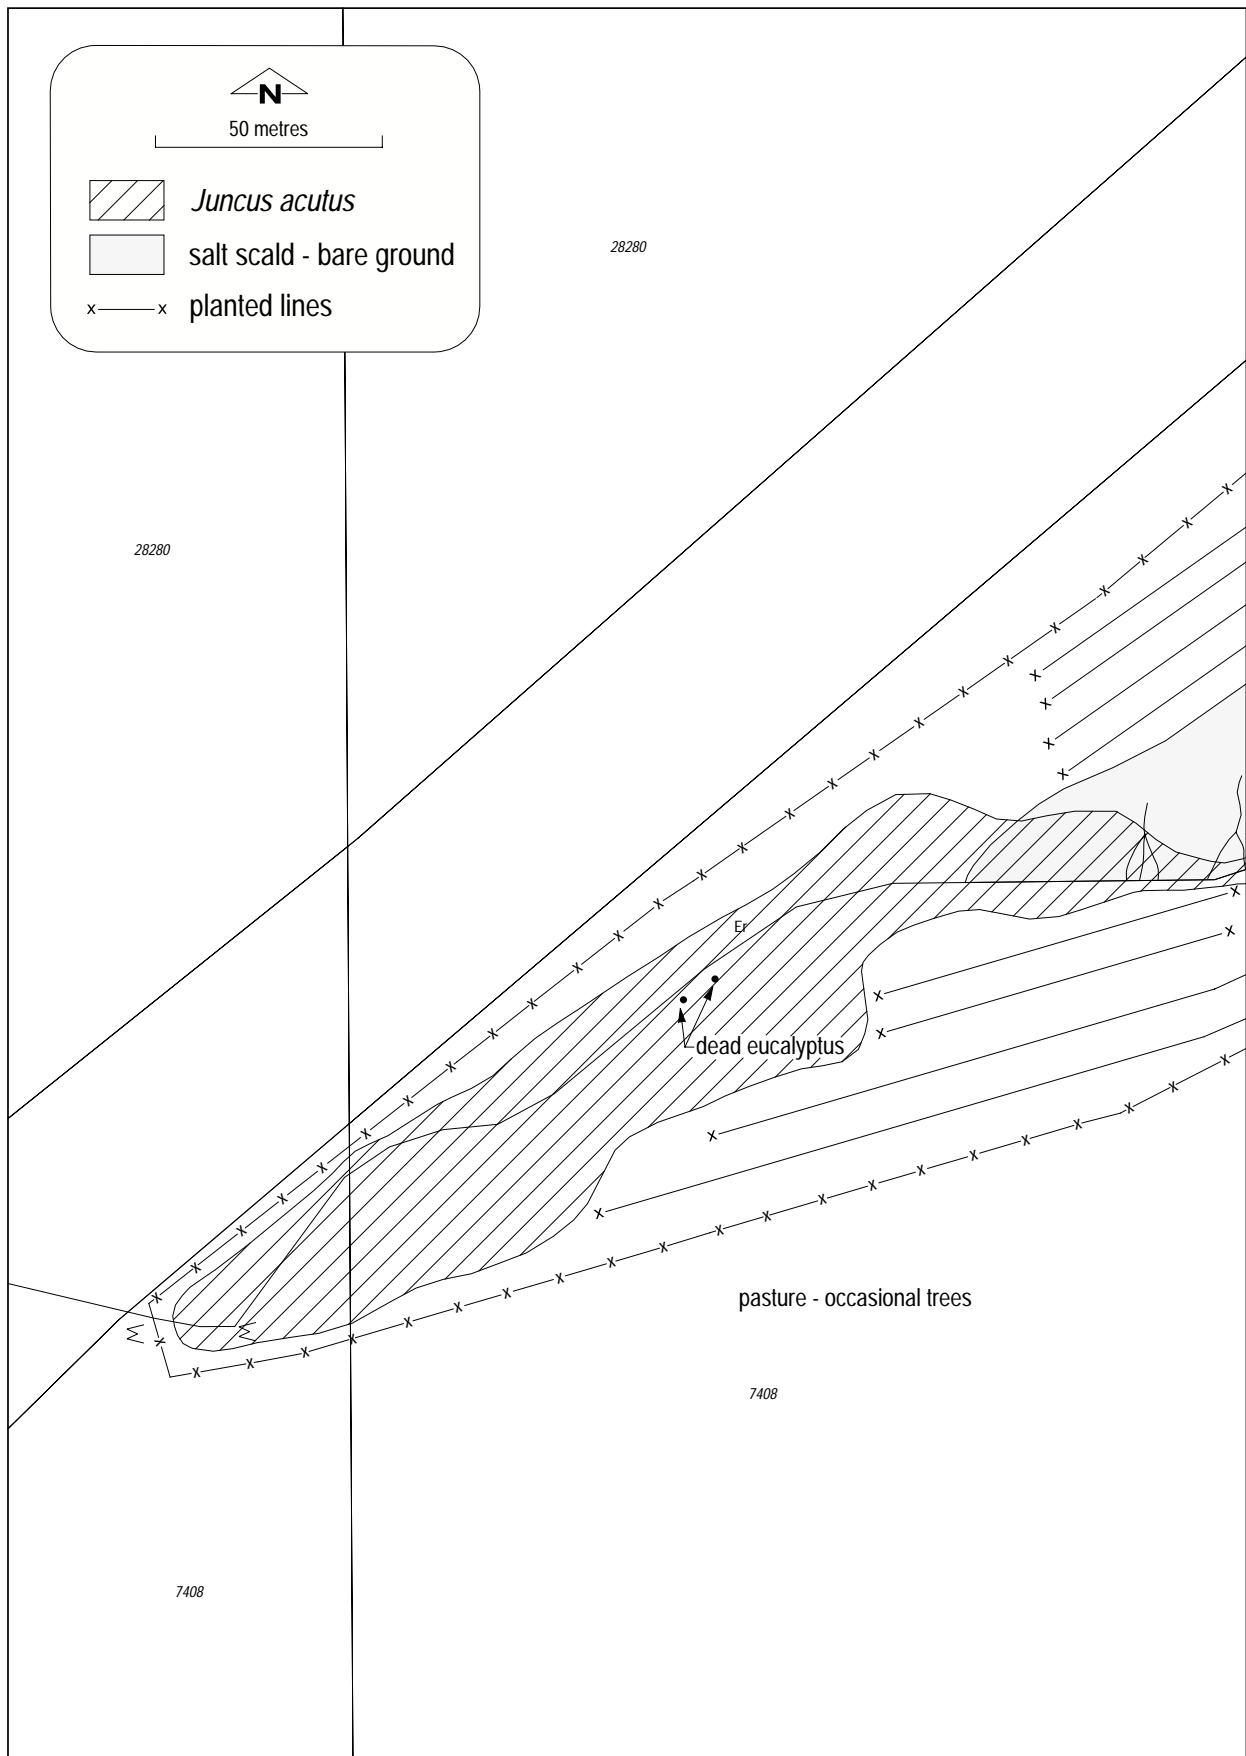 N
50 metres
Juncus acutus
salt scald - bare ground
x x planted lines
28280
28280
Er
dead eucalyptus
pasture - occasional trees
7408
7408